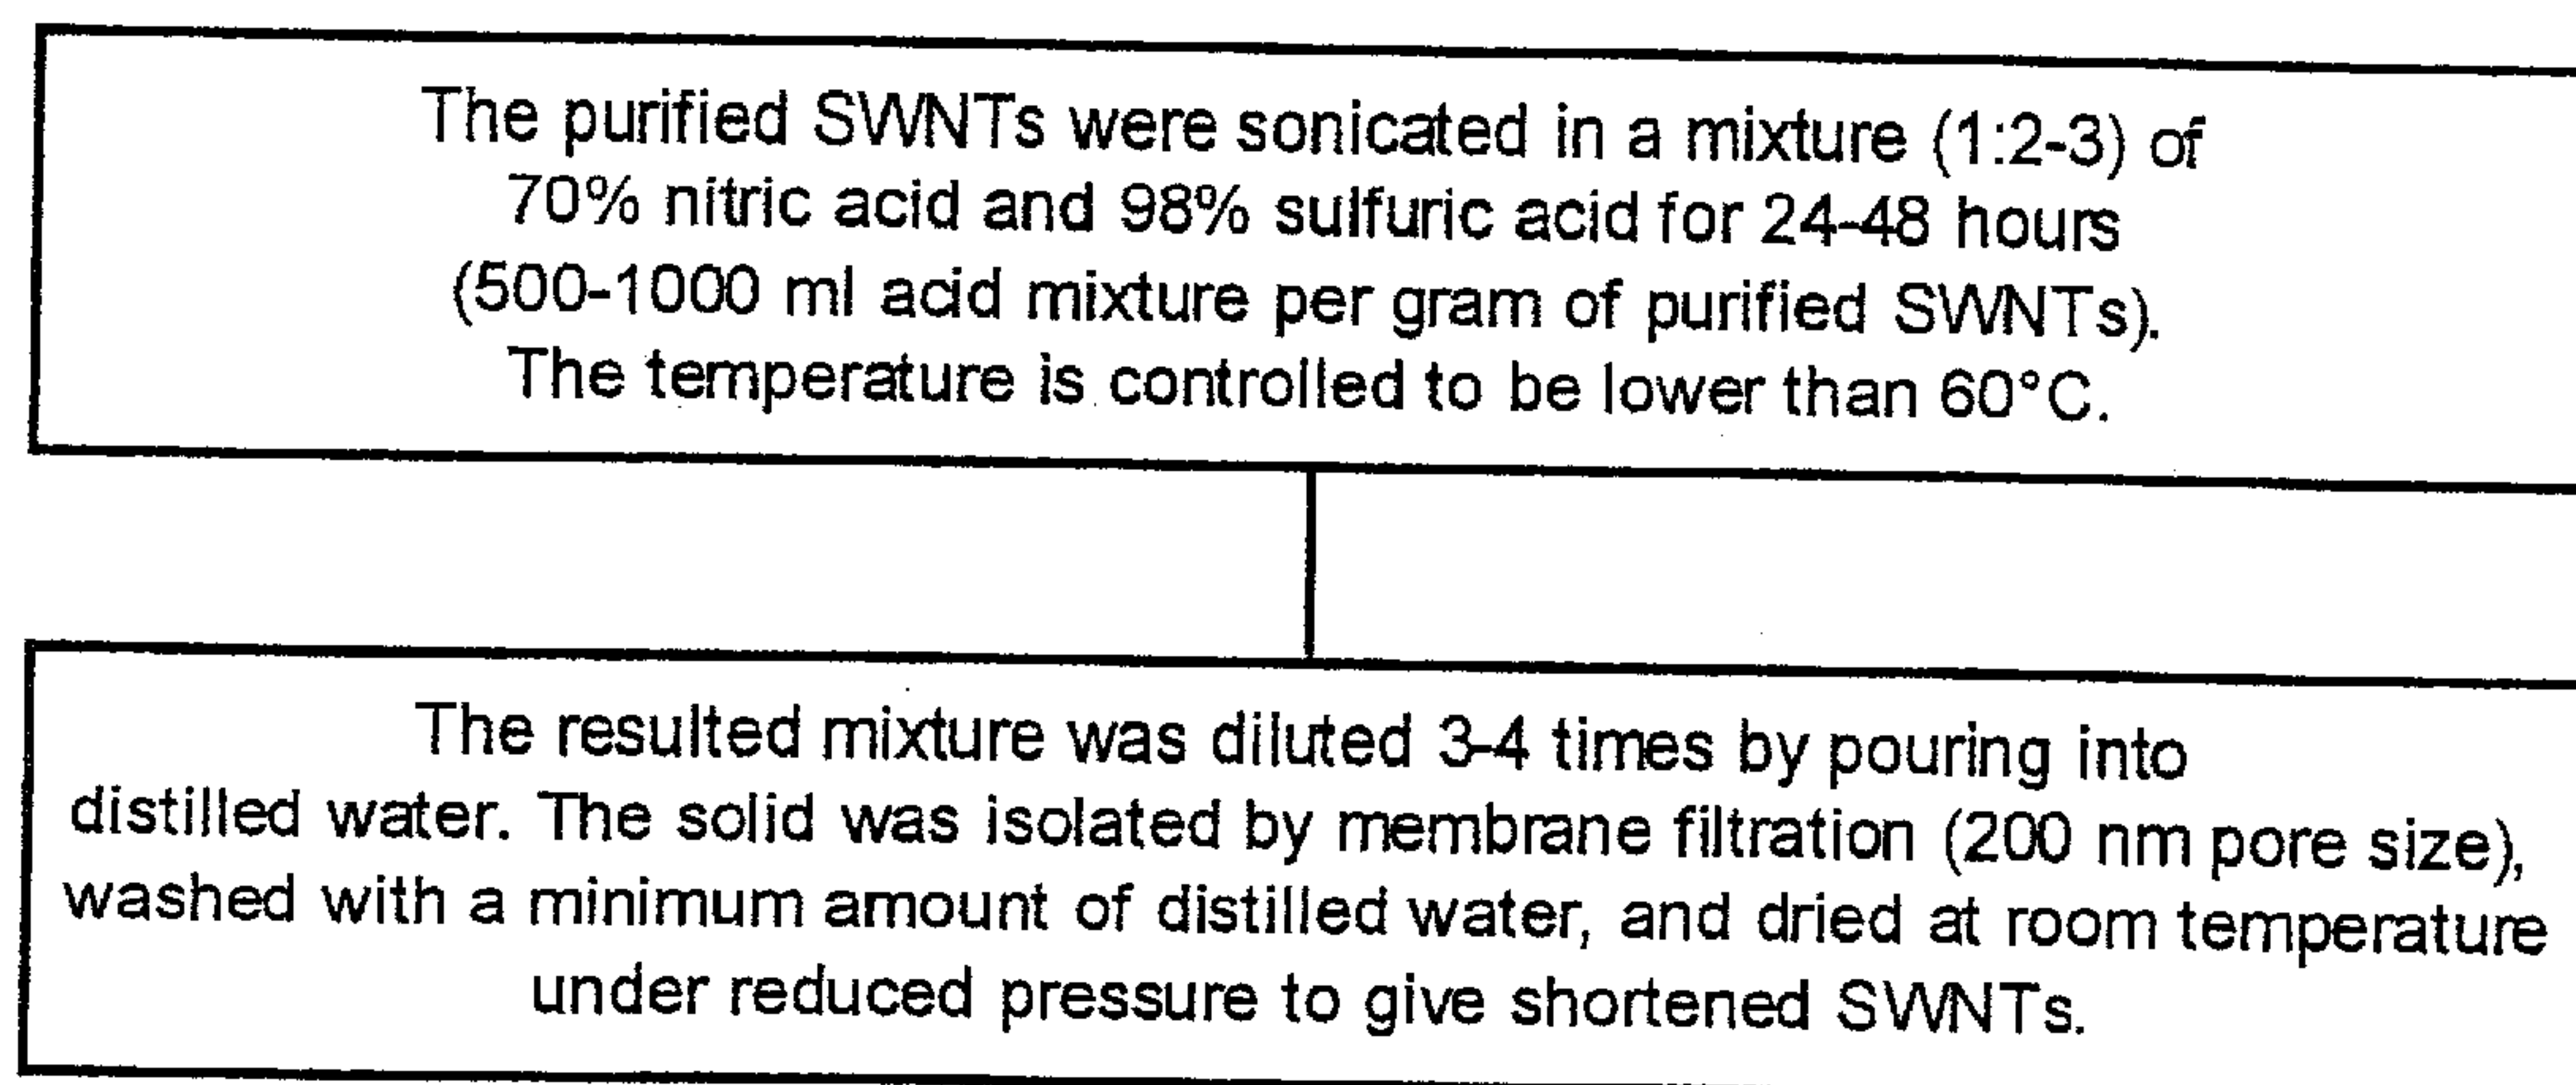 The purified SWNTs were sonicated in a mixture (1:2-3) of
70% nitric acid and 98% sulfuric acid for 24-48 hours
(500-1000 ml acid mixture per gram of purified SWNTs).
The temperature is controlled to be lower than 60°C.
The resulted mixture was diluted 3-4 times by pouring into
distilled water. The solid was isolated by membrane filtration (200 nm pore size),
washed with a minimum amount of distilled water, and dried at room temperature
under reduced pressure to give shortened SWNTs.